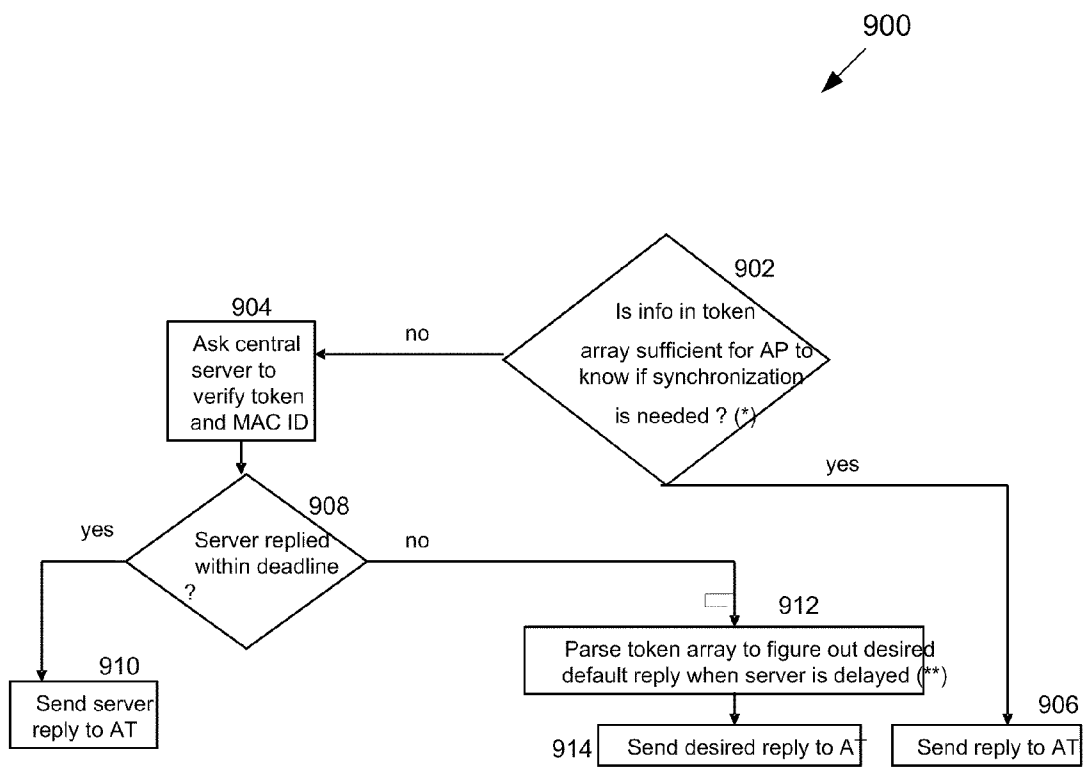 900
902
Is info in token
array sufficient for AP to
know if synchronization
is needed ? (*)
no
yes
904
Ask central
server to
verify token
and MAC ID
908
Server replied
within deadline
?
yes
no
910
Send server
reply to AT
912
Parse token array to figure out desired
default reply when server is delayed (**)
914
Send desired reply to AT
906
Send reply to AT